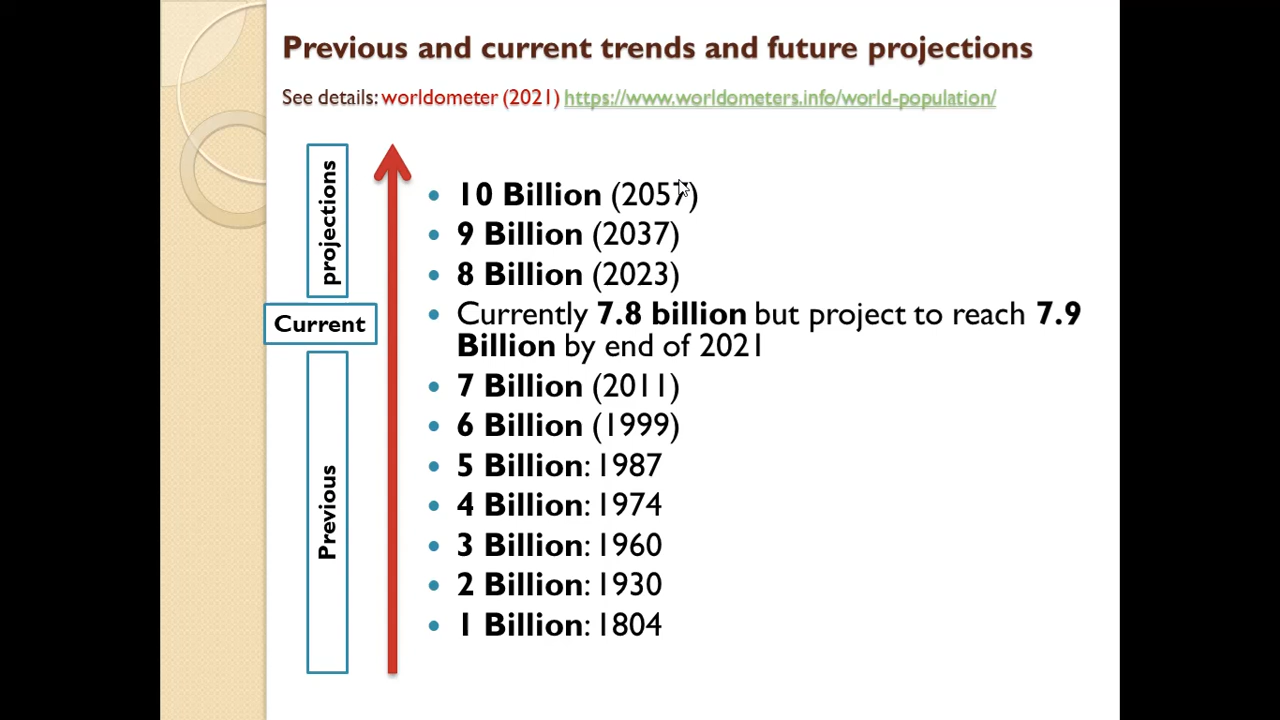 Previous and current trends and future projections
See details: worldometer (2021) https://www.worldometers.info/world-population/
projections
• 10 Billion (2057)
• 9 Billion (2037)
• 8 Billion (2023)
Current
• Currently 7.8 billion but project to reach 7.9
Billion by end of 2021
Previous
• 7 Billion (2011)
• 6 Billion (1999)
• 5 Billion: 1987
• 4 Billion: 1974
• 3 Billion: 1960
• 2 Billion: 1930
• 1 Billion: 1804